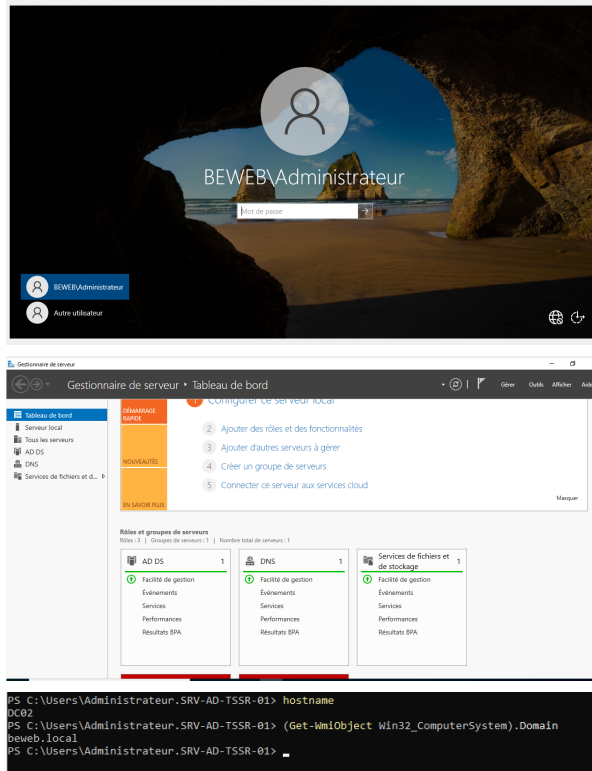 BEWEB\Administrateur
Mot de passe
BEWEB\Administrateur
Autre utilisateur
Gestionnaire de serveur
Gestionnaire de serveur ‣ Tableau de bord
Gérer Outils Afficher Aide
Tableau de bord
Serveur local
Tous les serveurs
AD DS
DNS
Services de fichiers et d...
DÉMARRAGE
RAPIDE
NOUVEAUTÉS
EN SAVOIR PLUS
1 Configurer ce serveur local
2 Ajouter des rôles et des fonctionnalités
3 Ajouter d'autres serveurs à gérer
4 Créer un groupe de serveurs
5 Connecter ce serveur aux services cloud
Masquer
Rôles et groupes de serveurs
Rôles : 3 | Groupes de serveurs : 1 | Nombre total de serveurs : 1
AD DS 1
Facilité de gestion
Événements
Services
Performances
Résultats BPA
DNS 1
Facilité de gestion
Événements
Services
Performances
Résultats BPA
Services de fichiers et
de stockage 1
Facilité de gestion
Événements
Services
Performances
Résultats BPA
PS C:\Users\Administrateur.SRV-AD-TSSR-01> hostname
DC02
PS C:\Users\Administrateur.SRV-AD-TSSR-01> (Get-WmiObject Win32_ComputerSystem).Domain
beweb.local
PS C:\Users\Administrateur.SRV-AD-TSSR-01>